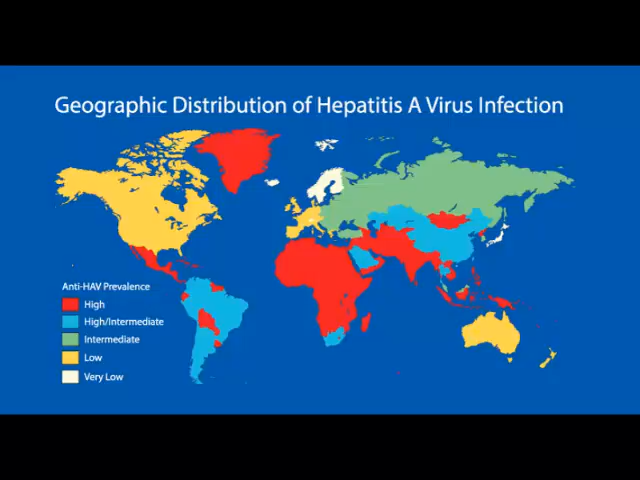 Geographic Distribution of Hepatitis A Virus Infection
Anti-HAV Prevalence
High
High/Intermediate
Intermediate
Low
Very Low